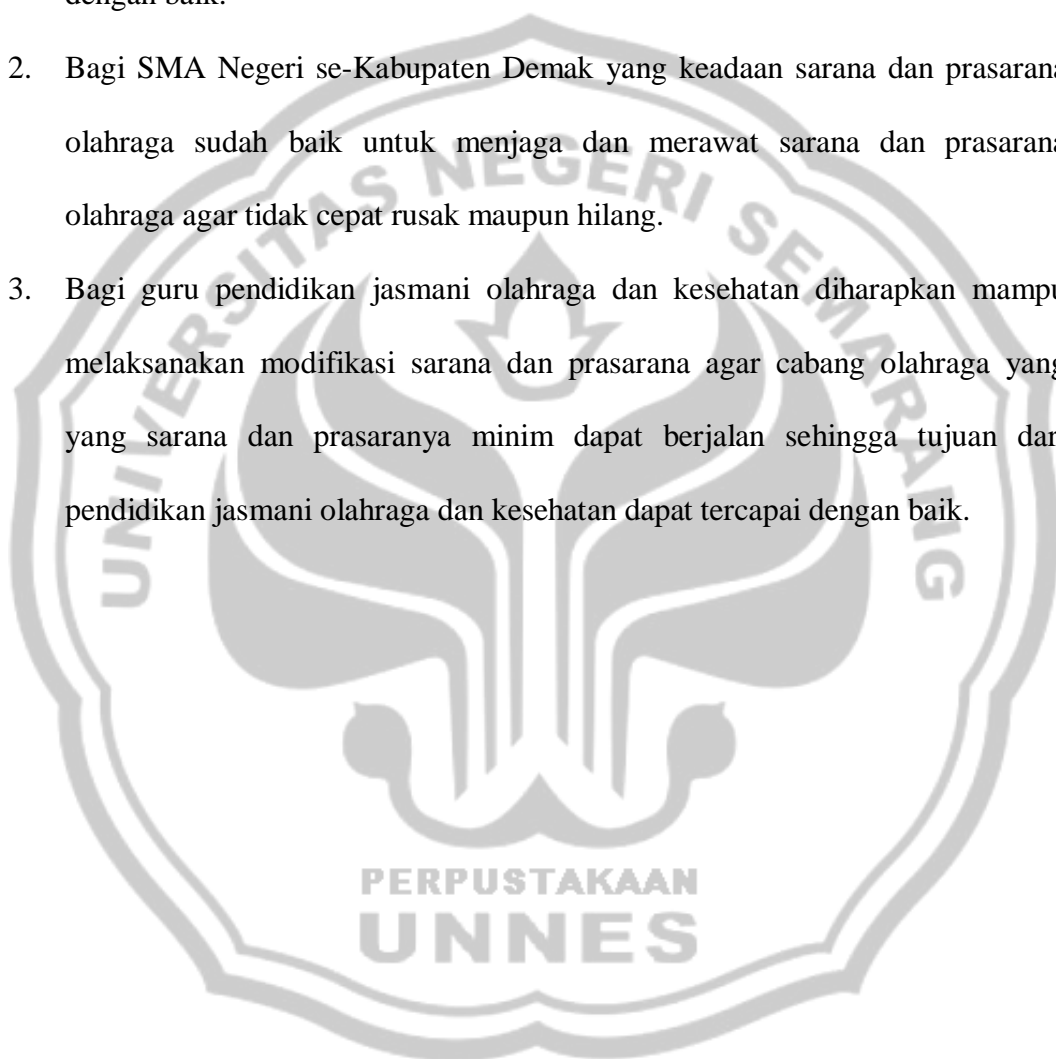 dengan baik.
2. Bagi SMA Negeri se-Kabupaten Demak yang keadaan sarana dan prasarana
olahraga sudah baik untuk menjaga dan merawat sarana dan prasarana
olahraga agar tidak cepat rusak maupun hilang.
3. Bagi guru pendidikan jasmani olahraga dan kesehatan diharapkan mampu
melaksanakan modifikasi sarana dan prasarana agar cabang olahraga yang
yang sarana dan prasaranya minim dapat berjalan sehingga tujuan dari
pendidikan jasmani olahraga dan kesehatan dapat tercapai dengan baik.
UNIVERSITAS NEGERI SEMARANG
PERPUSTAKAAN
UNNES